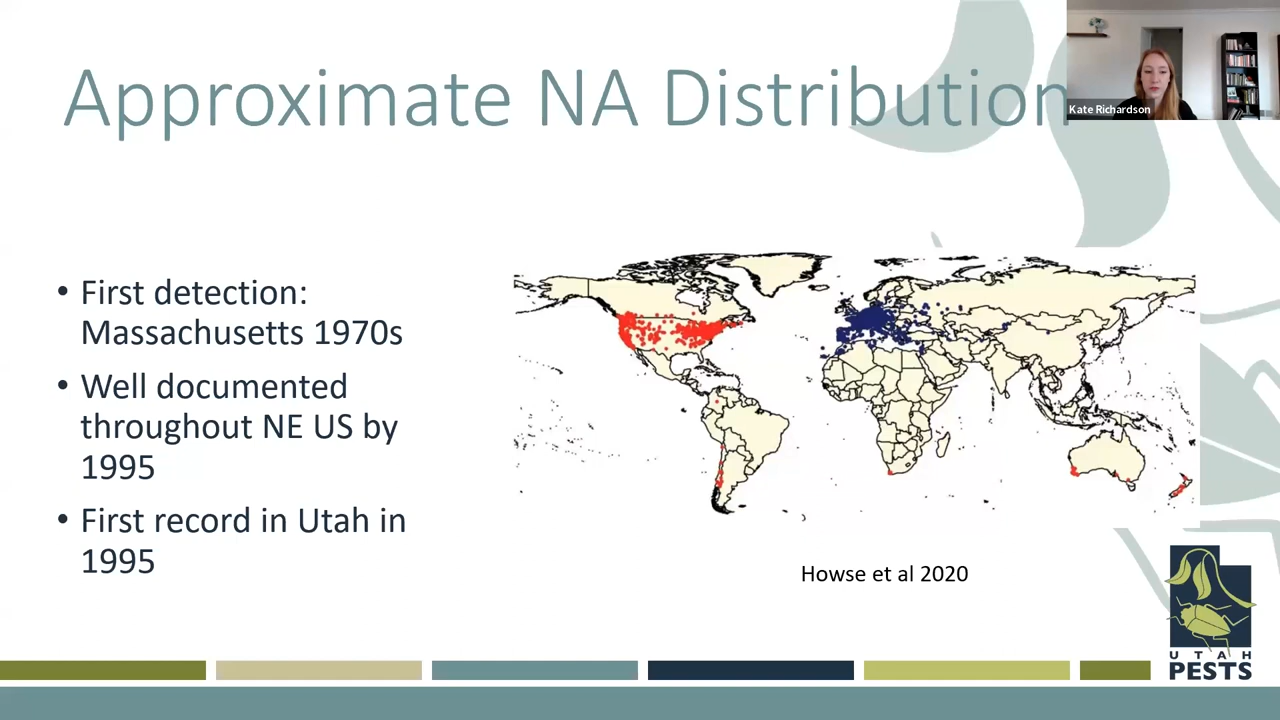 Approximate NA Distribution
Kate Richardson
• First detection:
Massachusetts 1970s
• Well documented
throughout NE US by
1995
• First record in Utah in
1995
Howse et al 2020
UTAH
PESTS